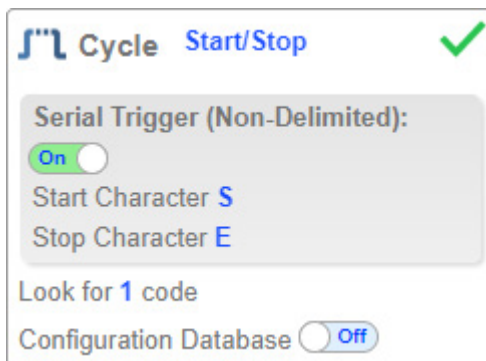 Cycle Start/Stop
Serial Trigger (Non-Delimited):
On
Start Character S
Stop Character E
Look for 1 code
Configuration Database Off